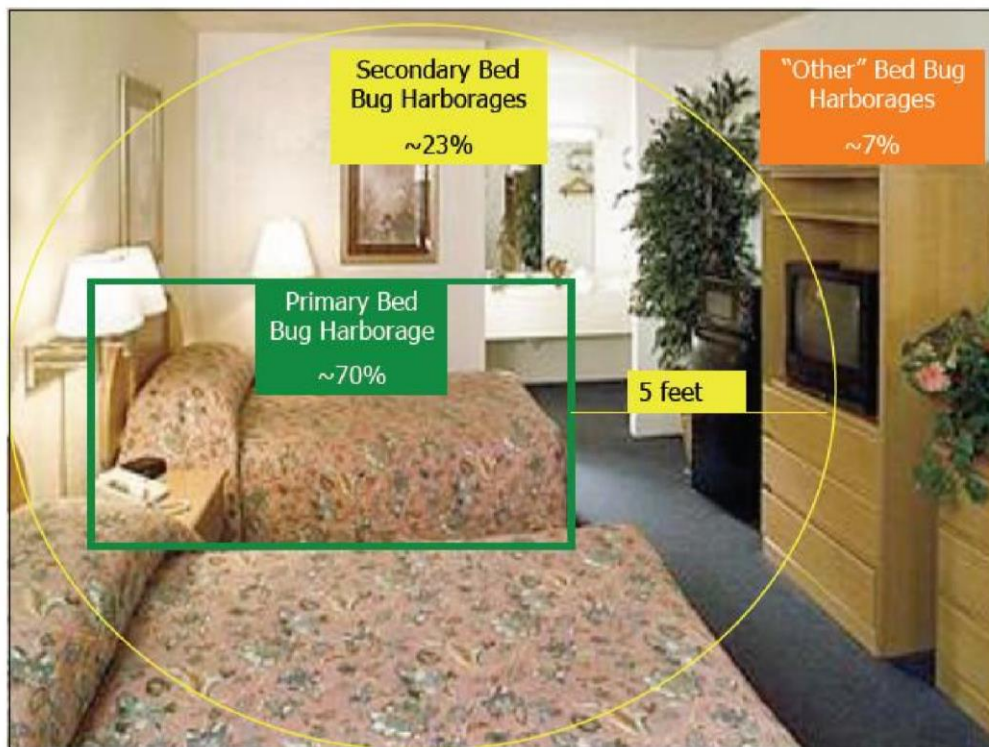 Secondary Bed
Bug Harborages
~23%
“Other” Bed Bug
Harborages
~7%
Primary Bed
Bug Harborage
~70%
5 feet